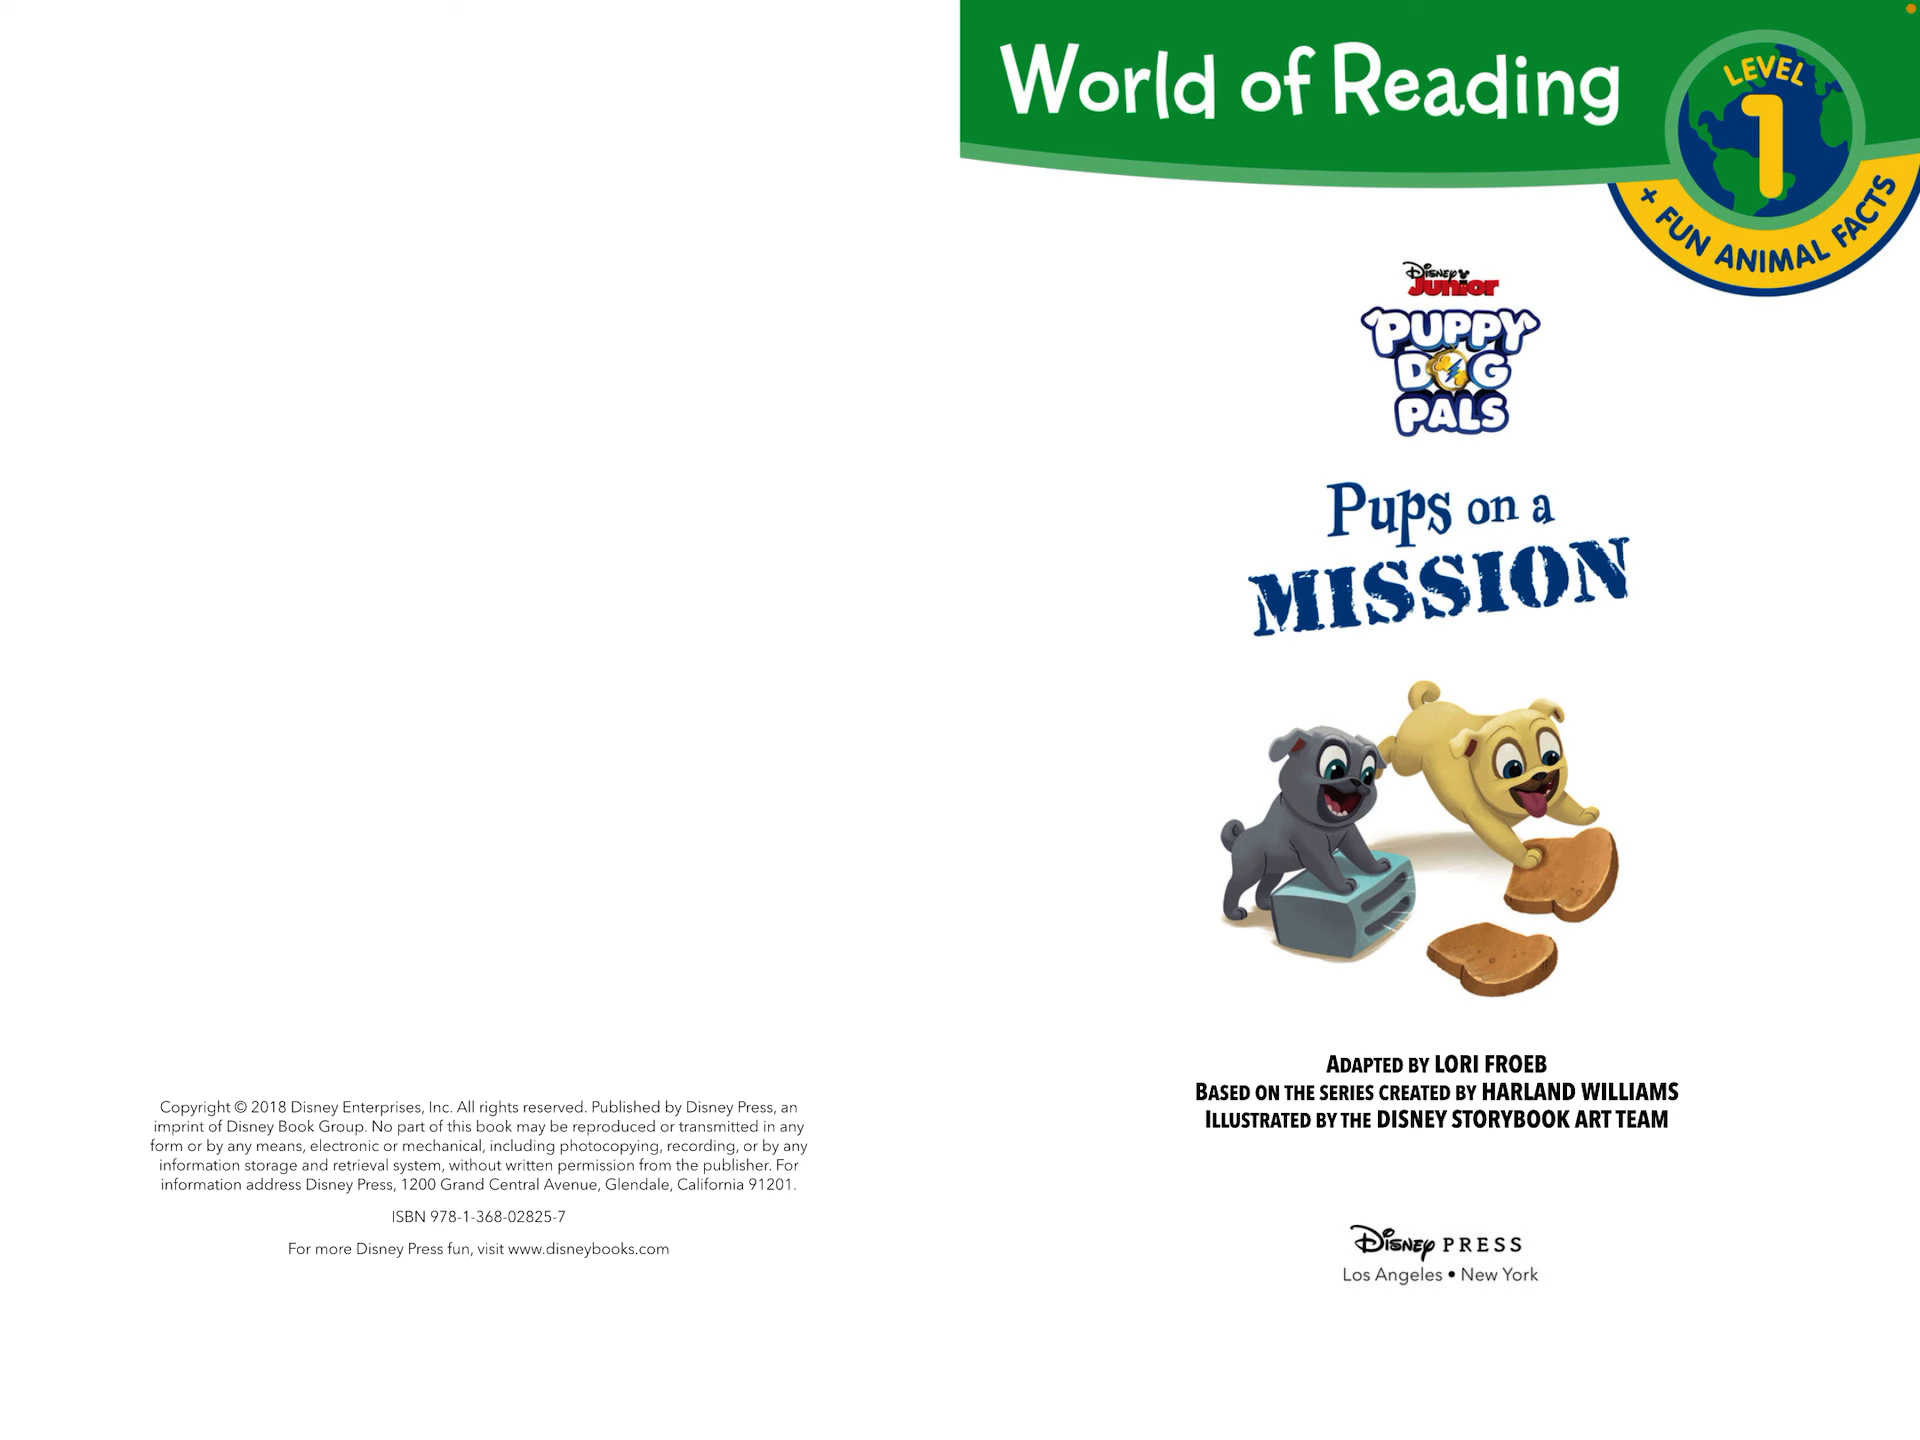 Copyright © 2018 Disney Enterprises, Inc. All rights reserved. Published by Disney Press, an
imprint of Disney Book Group. No part of this book may be reproduced or transmitted in any
form or by any means, electronic or mechanical, including photocopying, recording, or by any
information storage and retrieval system, without written permission from the publisher. For
information address Disney Press, 1200 Grand Central Avenue, Glendale, California 91201.
ISBN 978-1-368-02825-7
For more Disney Press fun, visit www.disneybooks.com
World of Reading
LEVEL
1
+ FUN ANIMAL FACTS
Disney
Junior
PUPPY
DOG
PALS
Pups on a
MISSION
ADAPTED BY LORI FROEB
BASED ON THE SERIES CREATED BY HARLAND WILLIAMS
ILLUSTRATED BY THE DISNEY STORYBOOK ART TEAM
Disney PRESS
Los Angeles • New York